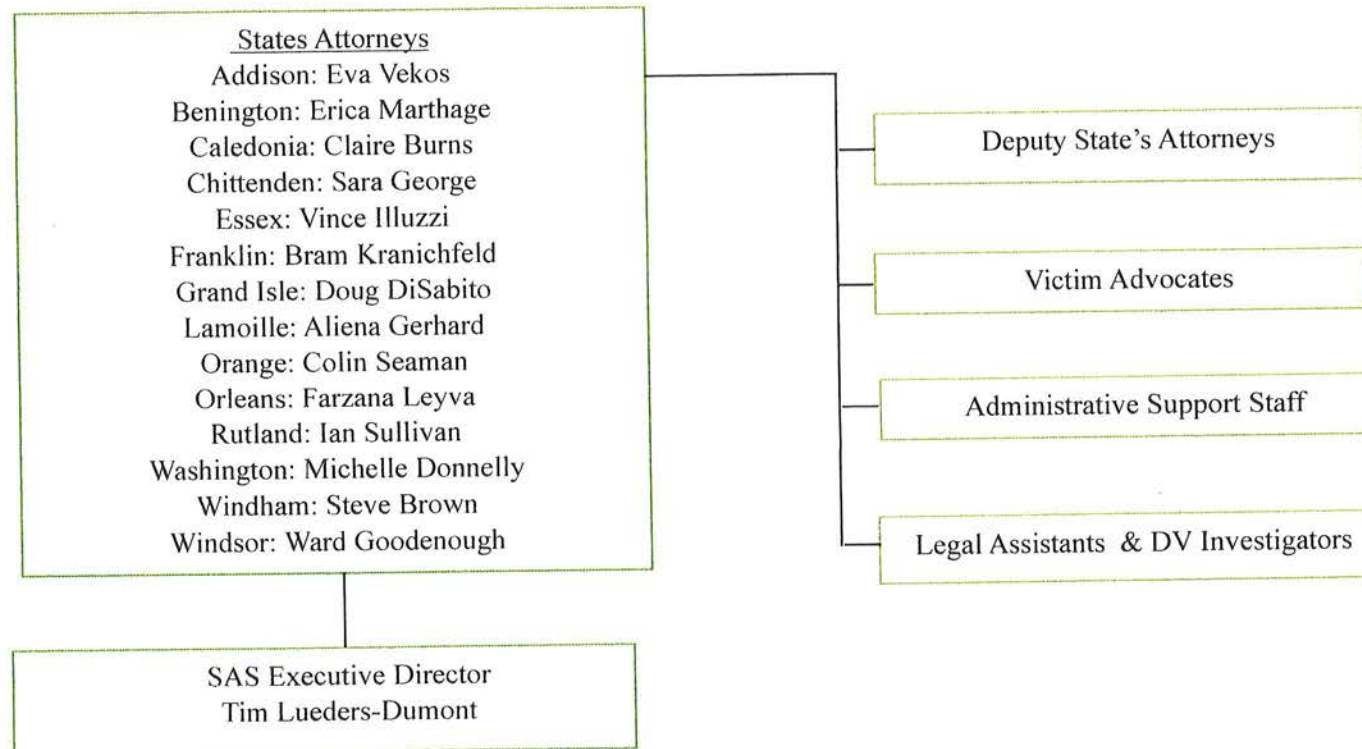 States Attorneys
Addison: Eva Vekos
Benington: Erica Marthage
Caledonia: Claire Burns
Chittenden: Sara George
Essex: Vince Illuzzi
Franklin: Bram Kranichfeld
Grand Isle: Doug DiSabito
Lamoille: Aliena Gerhard
Orange: Colin Seaman
Orleans: Farzana Leyva
Rutland: Ian Sullivan
Washington: Michelle Donnelly
Windham: Steve Brown
Windsor: Ward Goodenough
SAS Executive Director
Tim Lueders-Dumont
Deputy State’s Attorneys
Victim Advocates
Administrative Support Staff
Legal Assistants & DV Investigators